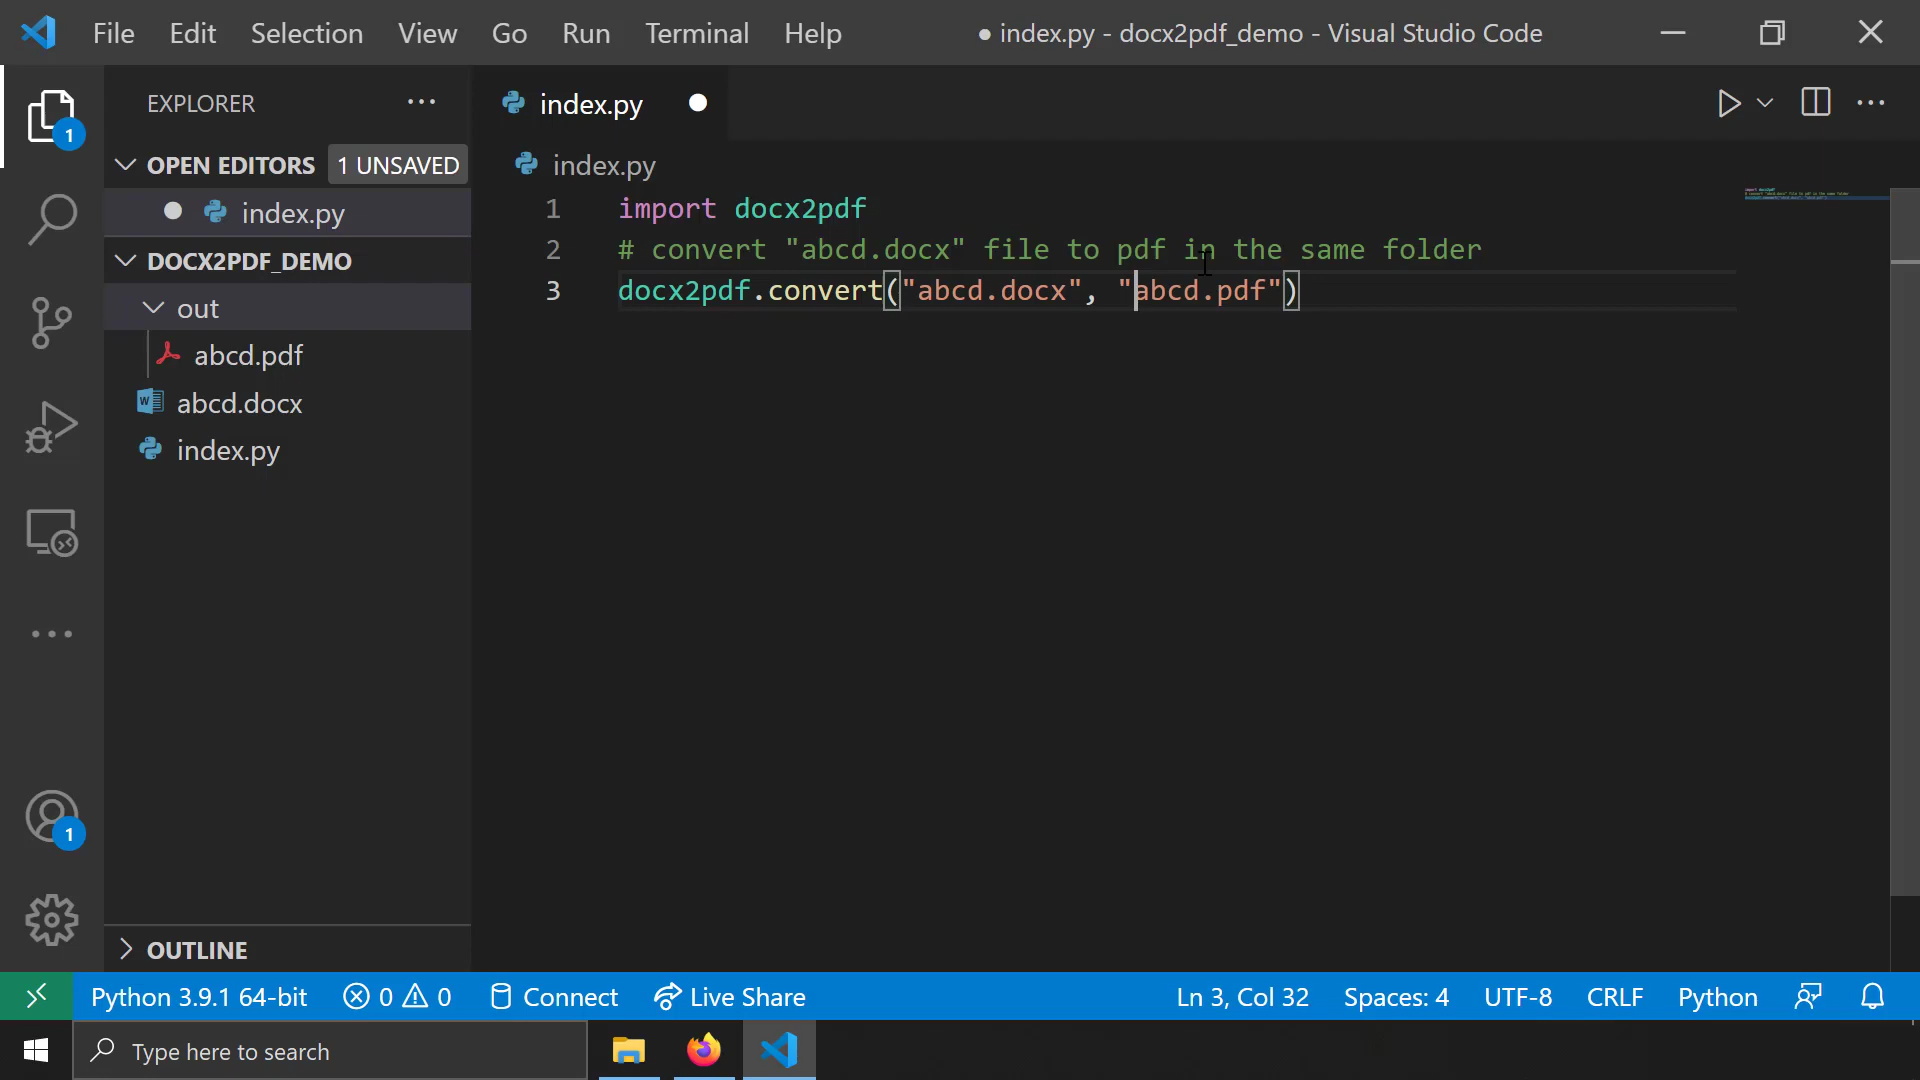 File Edit Selection View Go Run Terminal Help ● index.py - docx2pdf_demo - Visual Studio Code
EXPLORER
index.py
1
OPEN EDITORS 1 UNSAVED
index.py
index.py
DOCX2PDF_DEMO
out
abcd.pdf
abcd.docx
index.py
1 import docx2pdf
2 # convert "abcd.docx" file to pdf in the same folder
3 docx2pdf.convert("abcd.docx", "abcd.pdf")
1
OUTLINE
Python 3.9.1 64-bit 0 0 Connect Live Share Ln 3, Col 32 Spaces: 4 UTF-8 CRLF Python
Type here to search